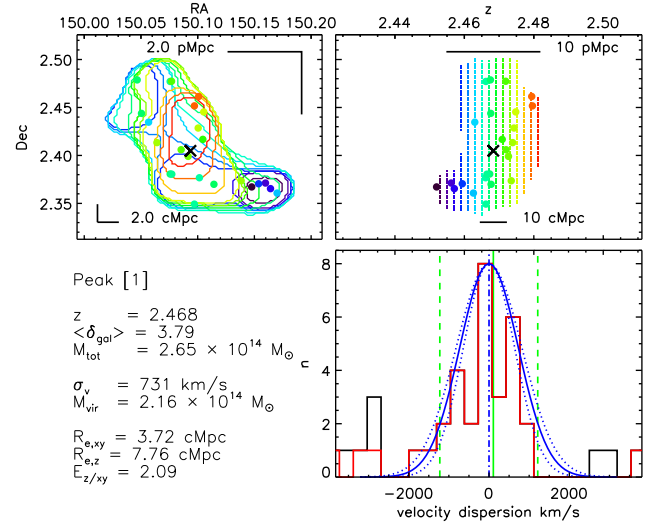 RA
z
150.00 150.05 150.10 150.15 150.20
2.44 2.46 2.48 2.50
2.50
2.45
2.40
2.35
Dec
2.0 pMpc
2.0 cMpc
10 pMpc
10 cMpc
Peak [1]
z = 2.468
<δgal> = 3.79
Mtot = 2.65 × 10^14 M⊙
σv = 731 km/s
Mvir = 2.16 × 10^14 M⊙
Re,xy = 3.72 cMpc
Re,z = 7.76 cMpc
Ez/xy = 2.09
8
6
4
2
0
n
−2000 0 2000
velocity dispersion km/s